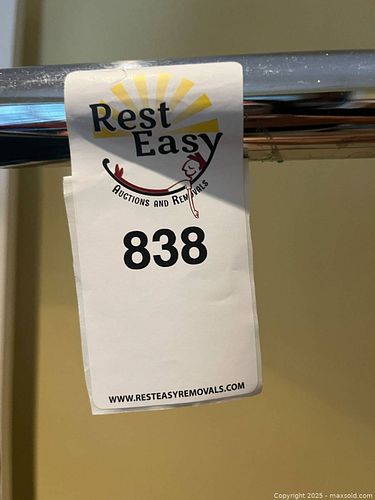 Rest
Easy
AUCTIONS AND REMOVALS
838
WWW.RESTEASYREMOVALS.COM
Copyright 2025 - maxsold.com